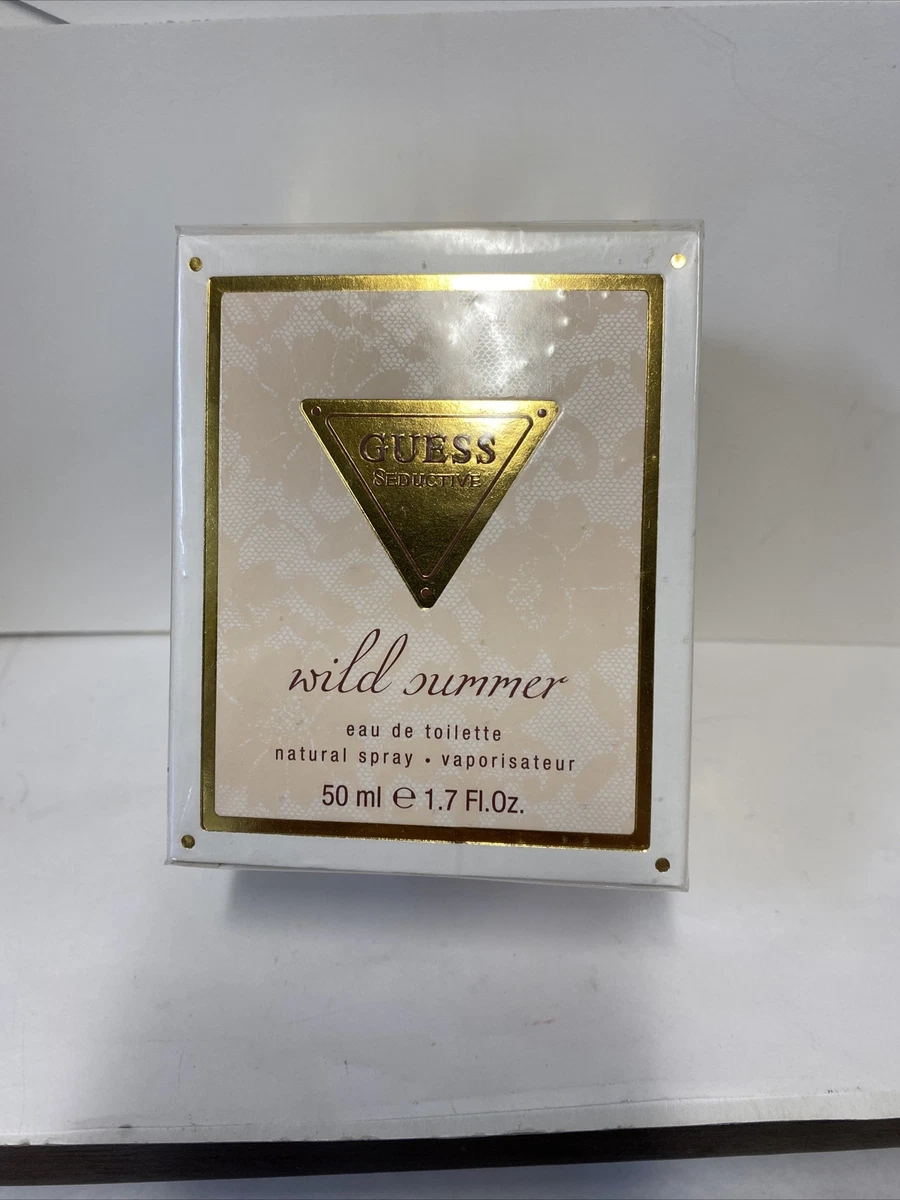 GUESS
SEDUCTIVE
wild summer
eau de toilette
natural spray • vaporisateur
50 ml ℮ 1.7 Fl.Oz.